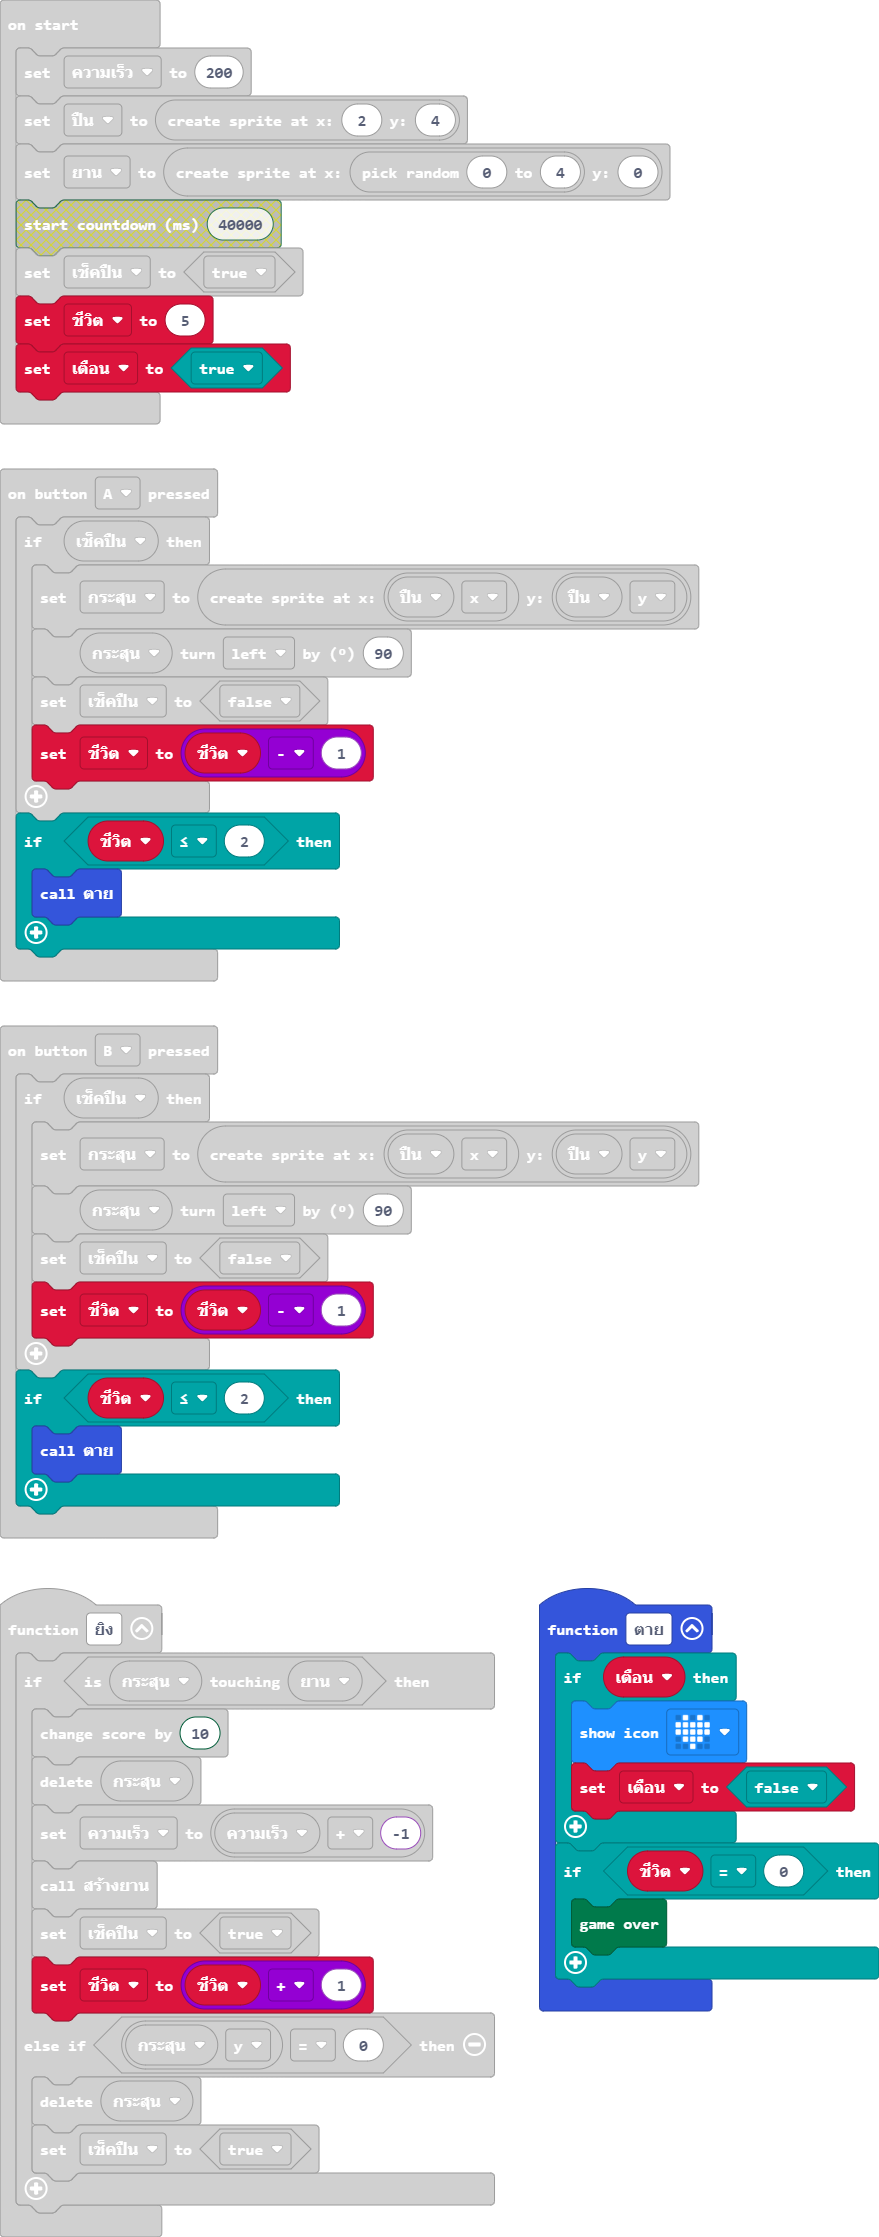 on start
set ความเร็ว to 200
set ปืน to create sprite at x: 2 y: 4
set ยาน to create sprite at x: pick random 0 to 4 y: 0
start countdown (ms) 40000
set เช็คปืน to true
set ชีวิต to 5
set เตือน to true
on button A pressed
if เช็คปืน then
set กระสุน to create sprite at x: ปืน x y: ปืน y
กระสุน turn left by (°) 90
set เช็คปืน to false
set ชีวิต to ชีวิต - 1
if ชีวิต ≤ 2 then
call ตาย
on button B pressed
if เช็คปืน then
set กระสุน to create sprite at x: ปืน x y: ปืน y
กระสุน turn left by (°) 90
set เช็คปืน to false
set ชีวิต to ชีวิต - 1
if ชีวิต ≤ 2 then
call ตาย
function ยิง
if is กระสุน touching ยาน then
change score by 10
delete กระสุน
set ความเร็ว to ความเร็ว + -1
call สร้างยาน
set เช็คปืน to true
set ชีวิต to ชีวิต + 1
else if กระสุน y = 0 then
delete กระสุน
set เช็คปืน to true
function ตาย
if เตือน then
show icon
set เตือน to false
if ชีวิต = 0 then
game over